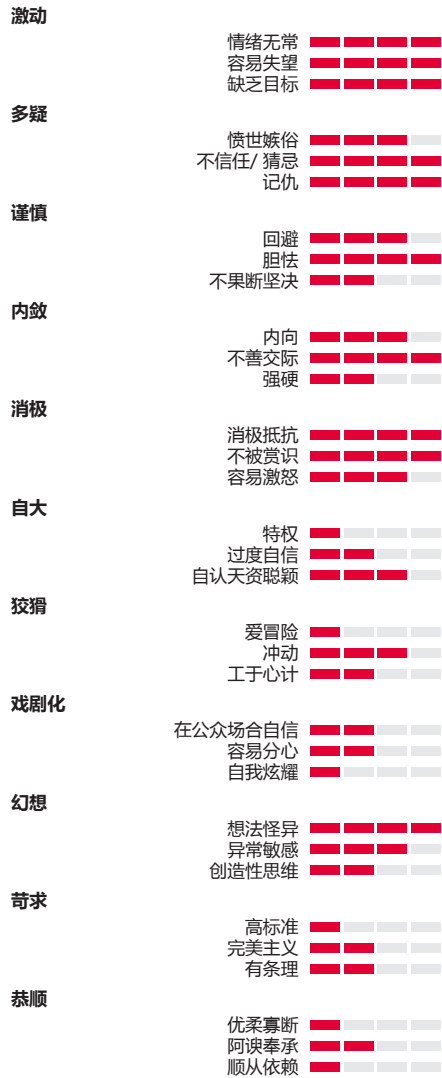 激动
情绪无常
容易失望
缺乏目标
多疑
愤世嫉俗
不信任/ 猜忌
记仇
谨慎
回避
胆怯
不果断坚决
内敛
内向
不善交际
强硬
消极
消极抵抗
不被赏识
容易激怒
自大
特权
过度自信
自认天资聪颖
狡猾
爱冒险
冲动
工于心计
戏剧化
在公众场合自信
容易分心
自我炫耀
幻想
想法怪异
异常敏感
创造性思维
苛求
高标准
完美主义
有条理
恭顺
优柔寡断
阿谀奉承
顺从依赖